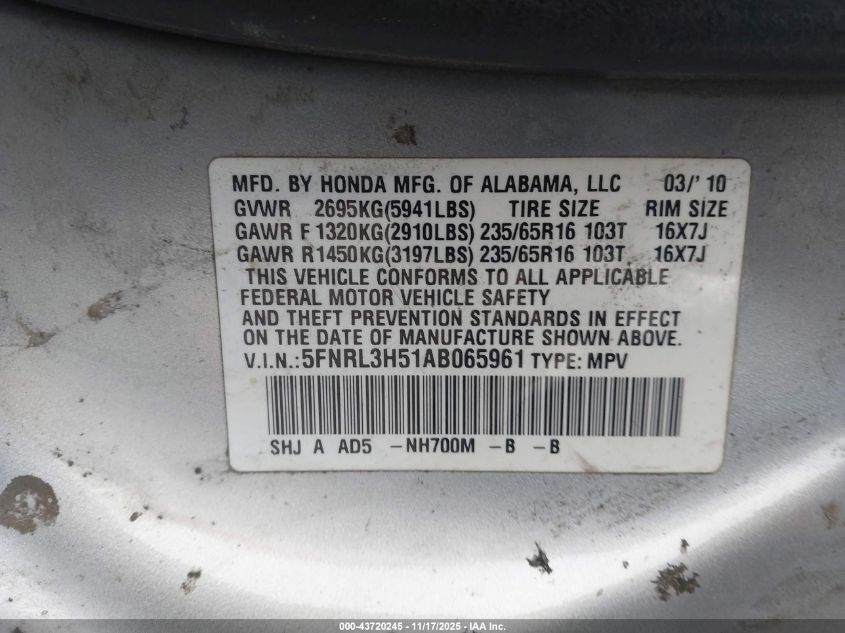 MFD. BY HONDA MFG. OF ALABAMA, LLC 03/' 10
GVWR 2695KG(5941LBS) TIRE SIZE RIM SIZE
GAWR F 1320KG(2910LBS) 235/65R16 103T 16X7J
GAWR R1450KG(3197LBS) 235/65R16 103T, 16X7J
THIS VEHICLE CONFORMS TO ALL APPLICABLE
FEDERAL MOTOR VEHICLE SAFETY
AND THEFT PREVENTION STANDARDS IN EFFECT
ON THE DATE OF MANUFACTURE SHOWN ABOVE.
V.I.N.: 5FNRL3H51AB065961 TYPE: MPV
SHJ A AD5 -NH700M -B -B
000-43720245 - 11/17/2025 - IAAI.COM